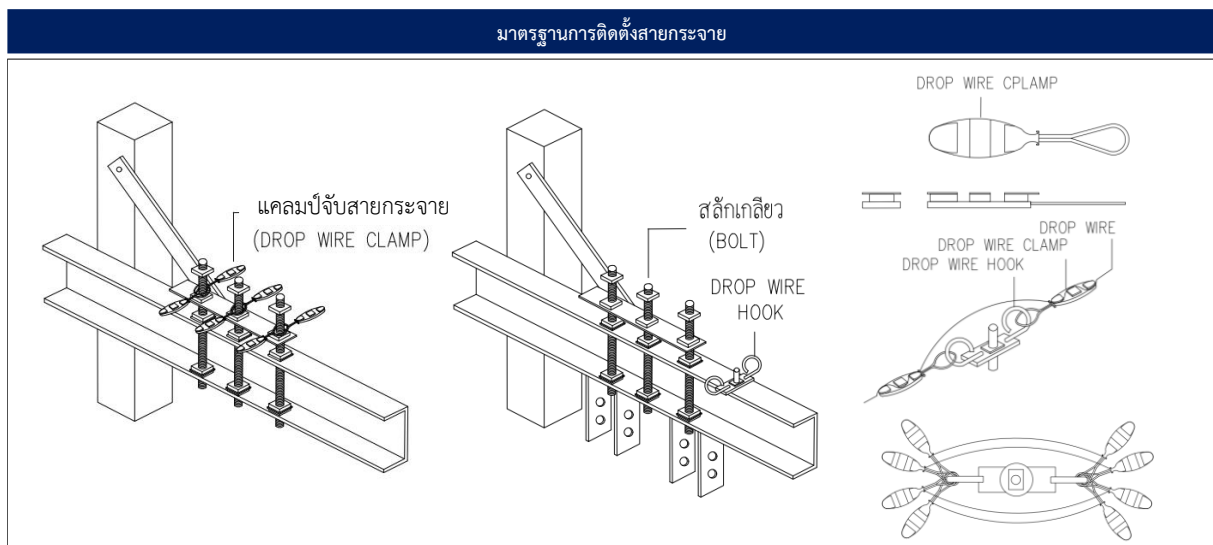 มาตรฐานการติดตั้งสายกระจาย
แคลมป์จับสายกระจาย
(DROP WIRE CLAMP)
สลักเกลียว
(BOLT)
DROP WIRE
HOOK
DROP WIRE CPLAMP
DROP WIRE
DROP WIRE CLAMP
DROP WIRE HOOK